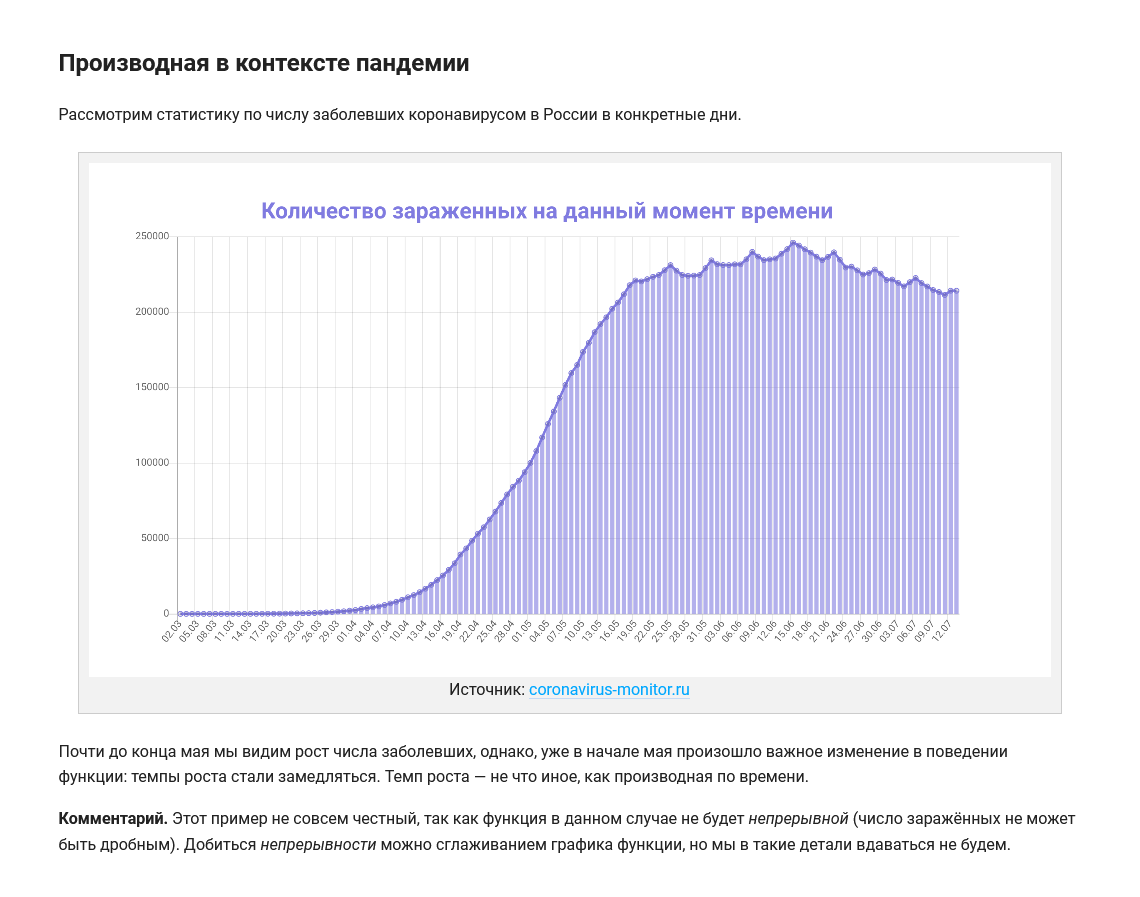 Производная в контексте пандемии
Рассмотрим статистику по числу заболевших коронавирусом в России в конкретные дни.
Количество зараженных на данный момент времени
250000
200000
150000
100000
50000
0
02.03 05.03 08.03 11.03 14.03 17.03 20.03 23.03 26.03 29.03 01.04 04.04 07.04 10.04 13.04 16.04 19.04 22.04 25.04 28.04 01.05 04.05 07.05 10.05 13.05 16.05 19.05 22.05 25.05 28.05 31.05 03.06 06.06 09.06 12.06 15.06 18.06 21.06 24.06 27.06 30.06 03.07 06.07 09.07 12.07
Источник: coronavirus-monitor.ru
Почти до конца мая мы видим рост числа заболевших, однако, уже в начале мая произошло важное изменение в поведении
функции: темпы роста стали замедляться. Темп роста — не что иное, как производная по времени.
Комментарий. Этот пример не совсем честный, так как функция в данном случае не будет непрерывной (число заражённых не может
быть дробным). Добиться непрерывности можно сглаживанием графика функции, но мы в такие детали вдаваться не будем.